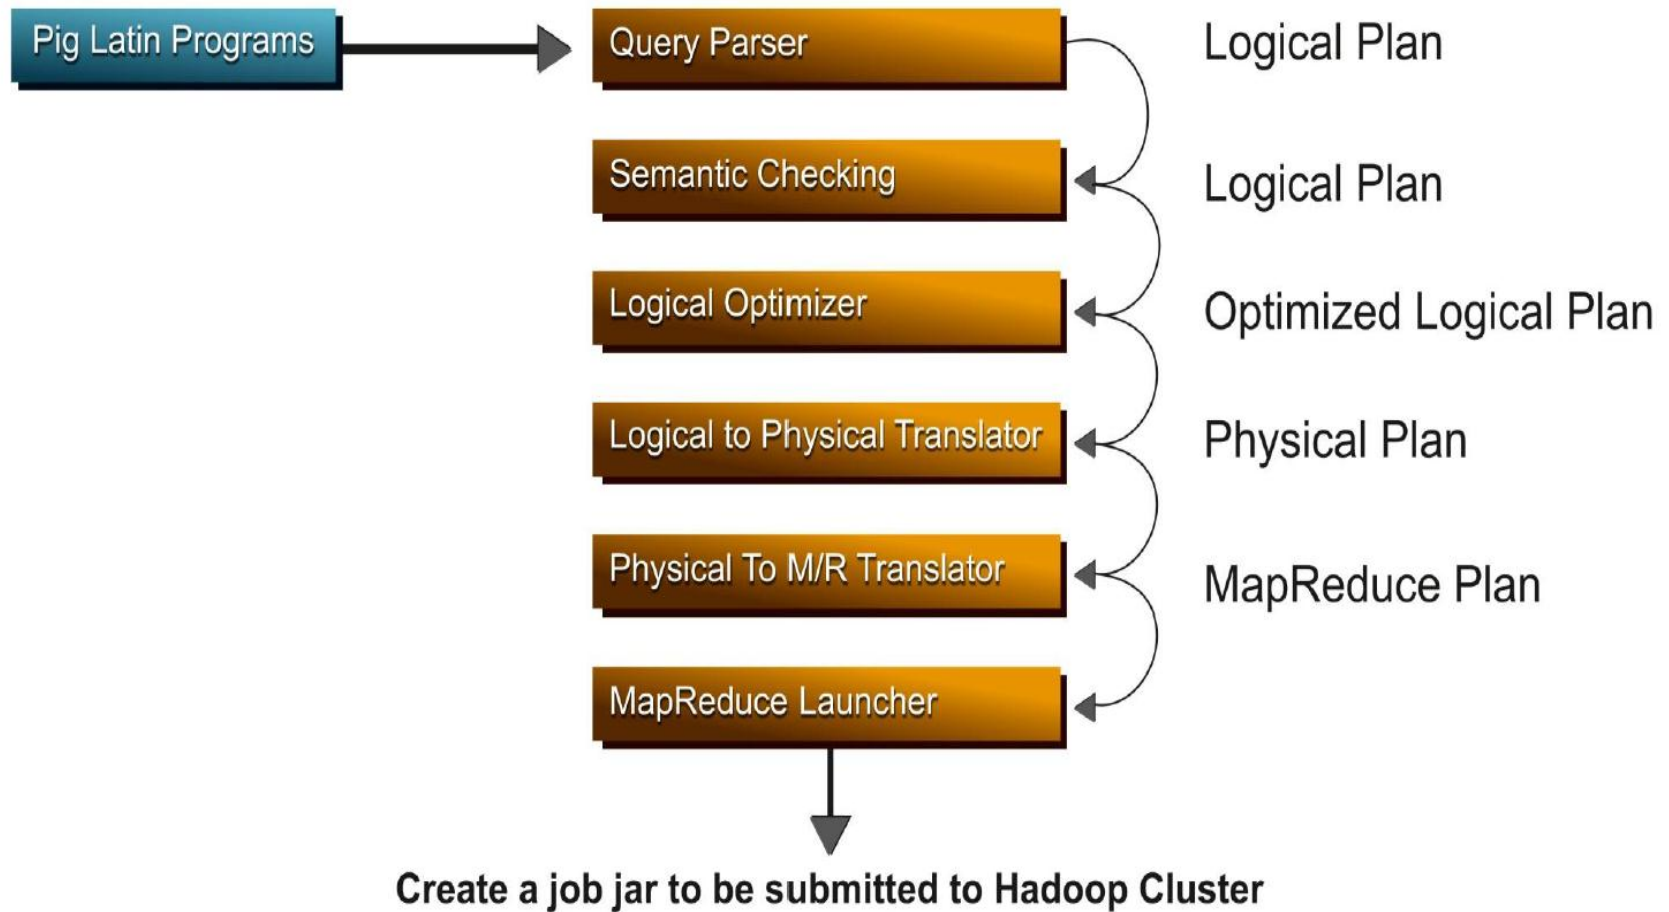 Pig Latin Programs
Query Parser
Logical Plan
Semantic Checking
Logical Plan
Logical Optimizer
Optimized Logical Plan
Logical to Physical Translator
Physical Plan
Physical To M/R Translator
MapReduce Plan
MapReduce Launcher
Create a job jar to be submitted to Hadoop Cluster